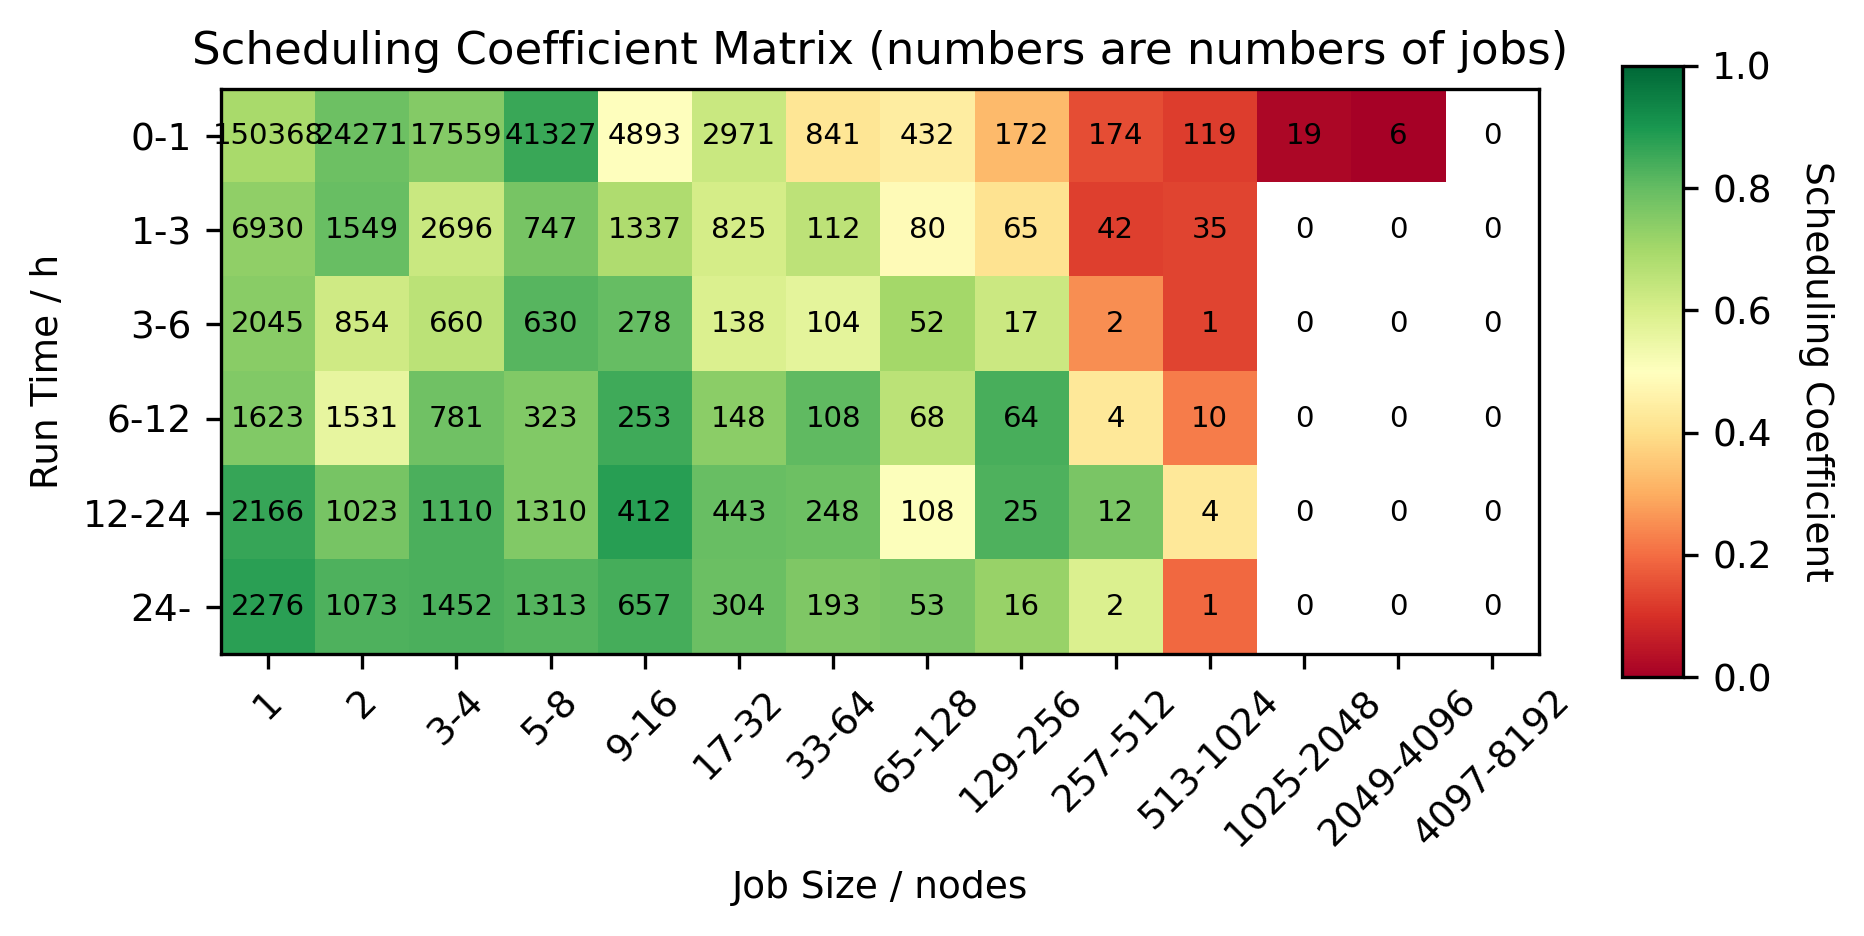 Scheduling Coefficient Matrix (numbers are numbers of jobs)
0-1 150368 24271 17559 41327 4893 2971 841 432 172 174 119 19 6 0
1-3 6930 1549 2696 747 1337 825 112 80 65 42 35 0 0 0
3-6 2045 854 660 630 278 138 104 52 17 2 1 0 0 0
6-12 1623 1531 781 323 253 148 108 68 64 4 10 0 0 0
12-24 2166 1023 1110 1310 412 443 248 108 25 12 4 0 0 0
24- 2276 1073 1452 1313 657 304 193 53 16 2 1 0 0 0
Run Time / h
1 2 3-4 5-8 9-16 17-32 33-64 65-128 129-256 257-512 513-1024 1025-2048 2049-4096 4097-8192
Job Size / nodes
1.0
0.8
0.6
0.4
0.2
0.0
Scheduling Coefficient